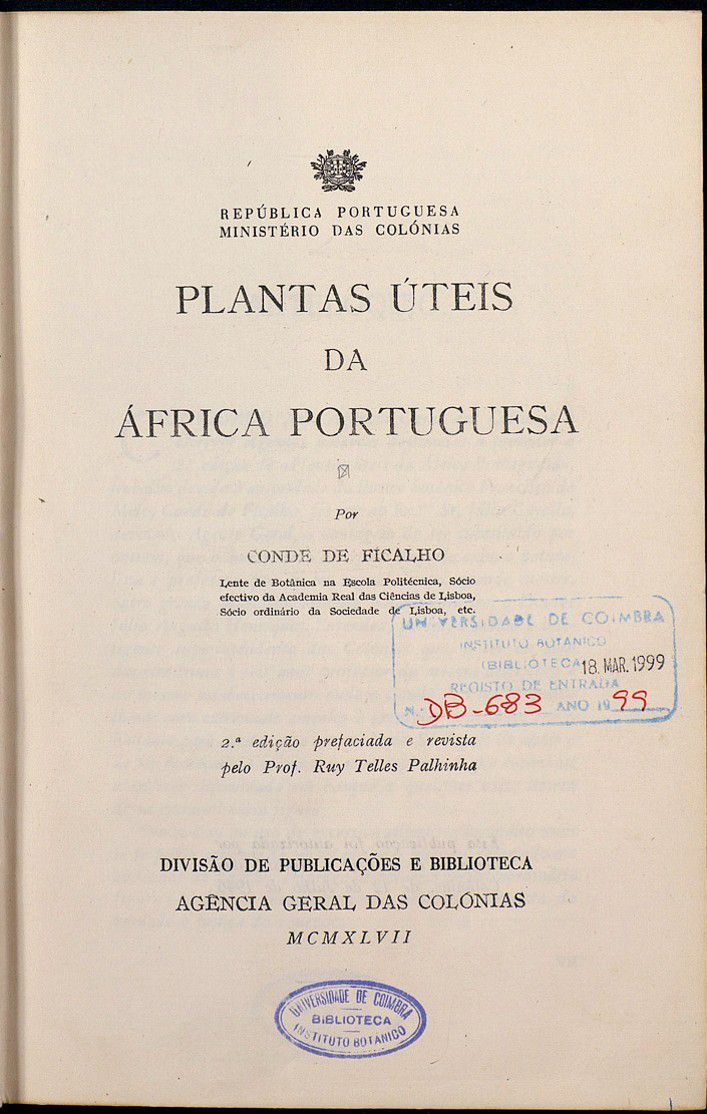 REPÚBLICA PORTUGUESA
MINISTÉRIO DAS COLÓNIAS
PLANTAS ÚTEIS
DA
ÁFRICA PORTUGUESA
Por
CONDE DE FICALHO
Lente de Botânica na Escola Politécnica, Sócio
efectivo da Academia Real das Ciências de Lisboa,
Sócio ordinário da Sociedade de Lisboa, etc.
UNIVERSIDADE DE COIMBRA
INSTITUTO BOTANICO
(BIBLIOTECA
18. MAR. 1999
REGISTO DE ENTRADA
N.º DB-683 ANO 1999
2.ª edição prefaciada e revista
pelo Prof. Ruy Telles Palhinha
DIVISÃO DE PUBLICAÇÕES E BIBLIOTECA
AGÊNCIA GERAL DAS COLÓNIAS
MCMXLVII
UNIVERSIDADE DE COIMBRA
BIBLIOTECA
INSTITUTO BOTANICO